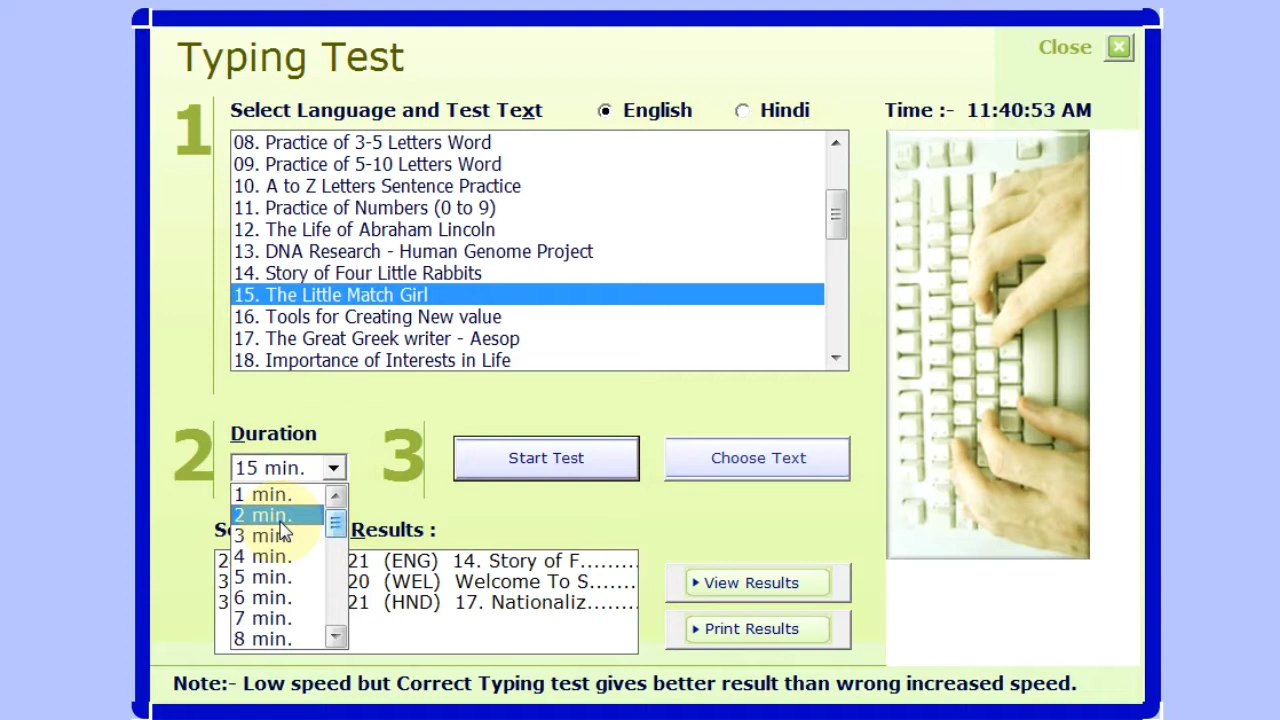 Typing Test
Close
1
Select Language and Test Text
English
Hindi
Time :- 11:40:53 AM
08. Practice of 3-5 Letters Word
09. Practice of 5-10 Letters Word
10. A to Z Letters Sentence Practice
11. Practice of Numbers (0 to 9)
12. The Life of Abraham Lincoln
13. DNA Research - Human Genome Project
14. Story of Four Little Rabbits
15. The Little Match Girl
16. Tools for Creating New value
17. The Great Greek writer - Aesop
18. Importance of Interests in Life
2
Duration
15 min.
1 min.
2 min.
3 min.
4 min.
5 min.
6 min.
7 min.
8 min.
3
Start Test
Choose Text
Results :
21 (ENG) 14. Story of F.........
20 (WEL) Welcome To S.......
21 (HND) 17. Nationaliz........
View Results
Print Results
Note:- Low speed but Correct Typing test gives better result than wrong increased speed.